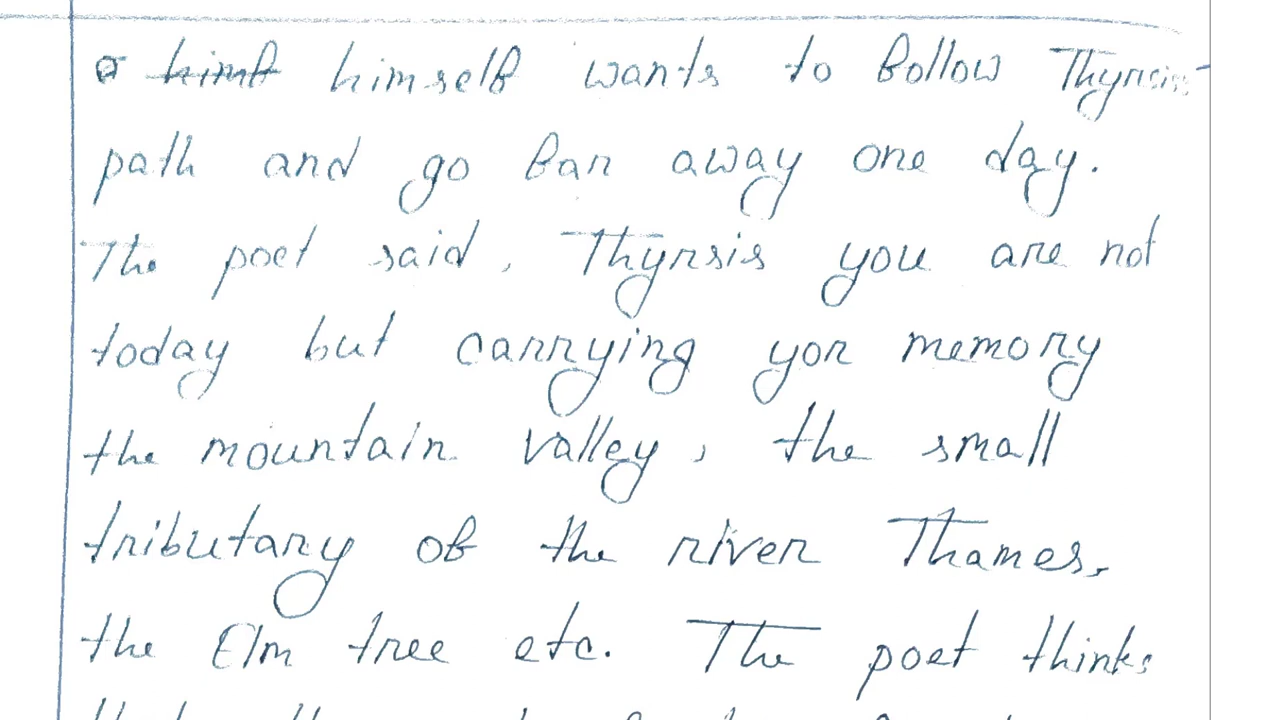 himself wants to follow Thyrsis'
path and go far away one day.
The poet said, Thyrsis you are not
today but carrying yor memory
the mountain valley, the small
tributary of the river Thames,
the Elm tree etc. The poet thinks